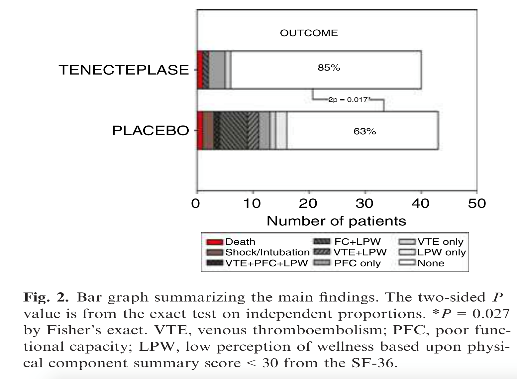 OUTCOME
TENECTEPLASE
85%
2p = 0.017*
PLACEBO
63%
0 10 20 30 40 50
Number of patients
Death FC+LPW VTE only
Shock/Intubation VTE+LPW LPW only
VTE+PFC+LPW PFC only None
Fig. 2. Bar graph summarizing the main findings. The two-sided P
value is from the exact test on independent proportions. *P = 0.027
by Fisher's exact. VTE, venous thromboembolism; PFC, poor func-
tional capacity; LPW, low perception of wellness based upon physi-
cal component summary score < 30 from the SF-36.